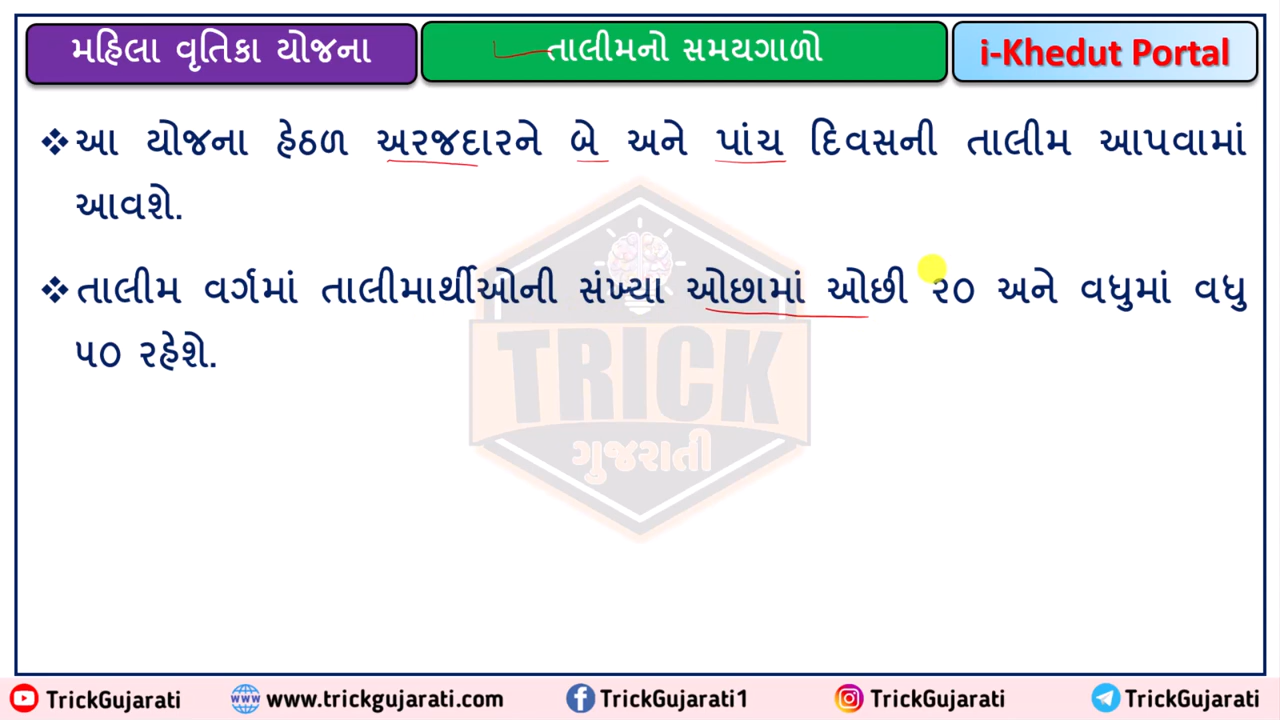 મહિલા વૃતિકા યોજના
તાલીમનો સમયગાળો
i-Khedut Portal
❖આ યોજના હેઠળ અરજદારને બે અને પાંચ દિવસની તાલીમ આપવામાં
આવશે.
❖તાલીમ વર્ગમાં તાલીમાર્થીઓની સંખ્યા ઓછામાં ઓછી ૨૦ અને વધુમાં વધુ
૫૦ રહેશે.
TRICK
ગુજરાતી
TrickGujarati
www.trickgujarati.com
TrickGujarati1
TrickGujarati
TrickGujarati